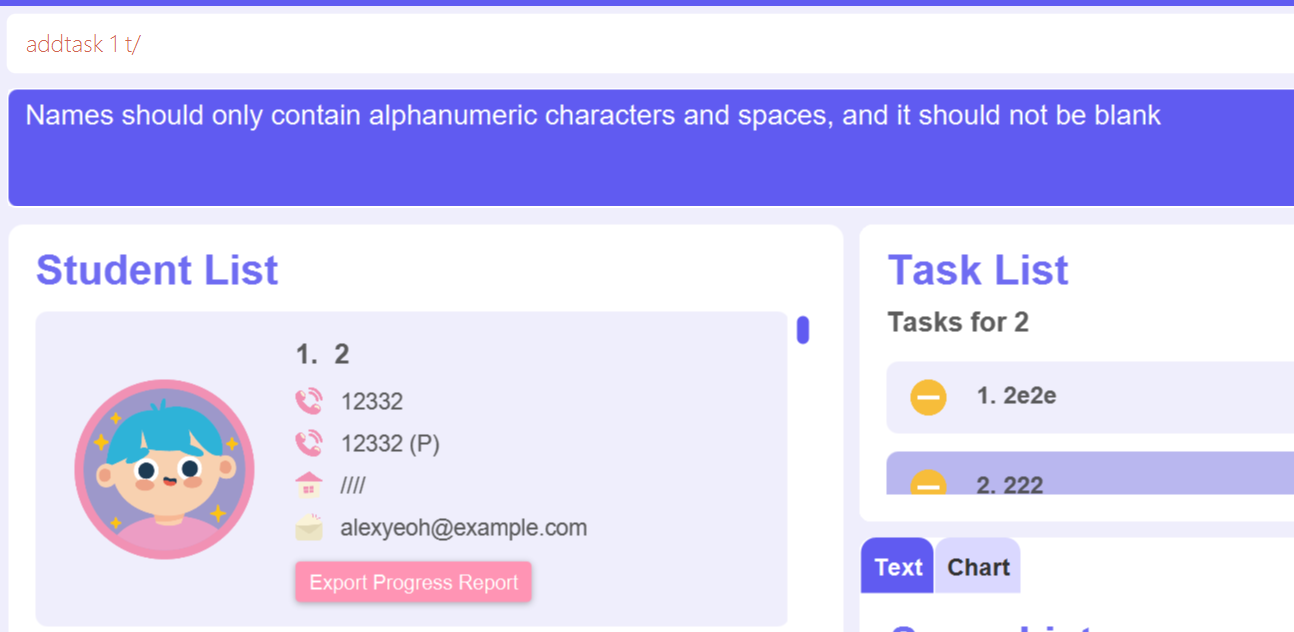 addtask 1 t/
Names should only contain alphanumeric characters and spaces, and it should not be blank
Student List
1. 2
12332
12332 (P)
////
alexyeoh@example.com
Export Progress Report
Task List
Tasks for 2
1. 2e2e
2. 222
Text Chart